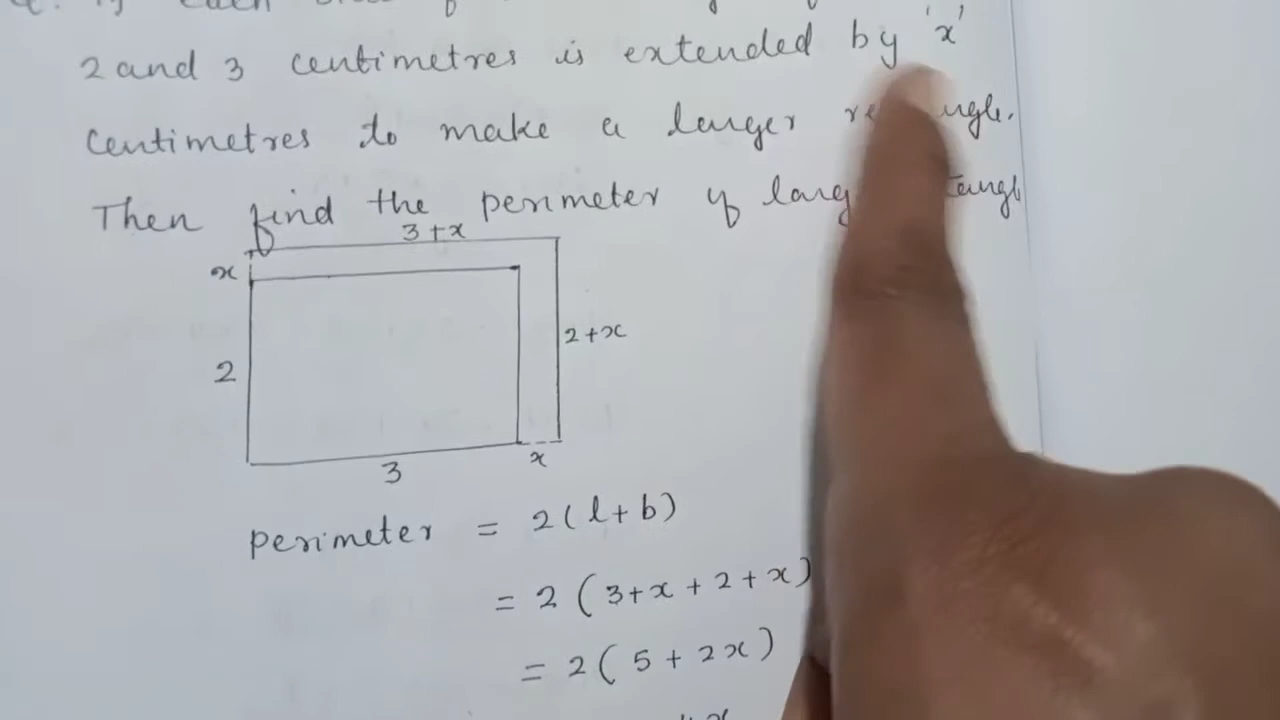 2 and 3 centimetres is extended by 'x'
centimetres to make a larger
Then find the perimeter of
3+x
x
2+x
2
x
3
perimeter = 2(l+b)
= 2(3+x+2+x)
= 2(5+2x)